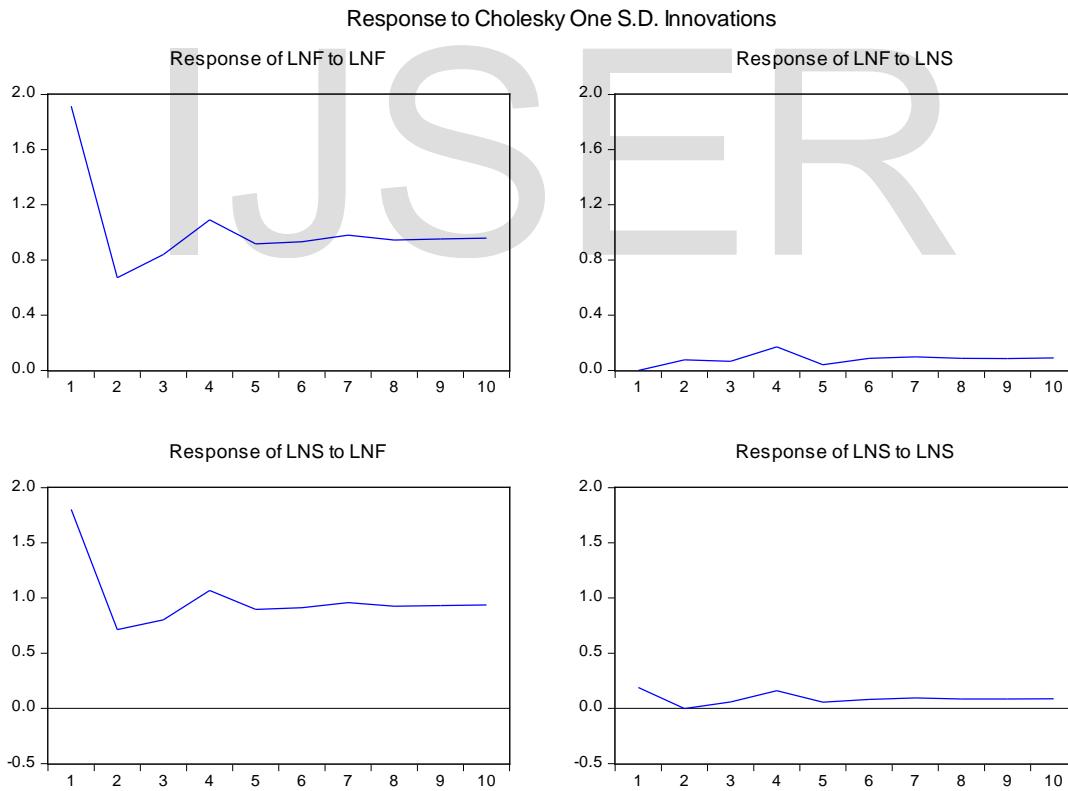 Response to Cholesky One S.D. Innovations
IJSER
Response of LNF to LNF
2.0
1.6
1.2
0.8
0.4
0.0
1 2 3 4 5 6 7 8 9 10
Response of LNF to LNS
2.0
1.6
1.2
0.8
0.4
0.0
1 2 3 4 5 6 7 8 9 10
Response of LNS to LNF
2.0
1.5
1.0
0.5
0.0
-0.5
1 2 3 4 5 6 7 8 9 10
Response of LNS to LNS
2.0
1.5
1.0
0.5
0.0
-0.5
1 2 3 4 5 6 7 8 9 10